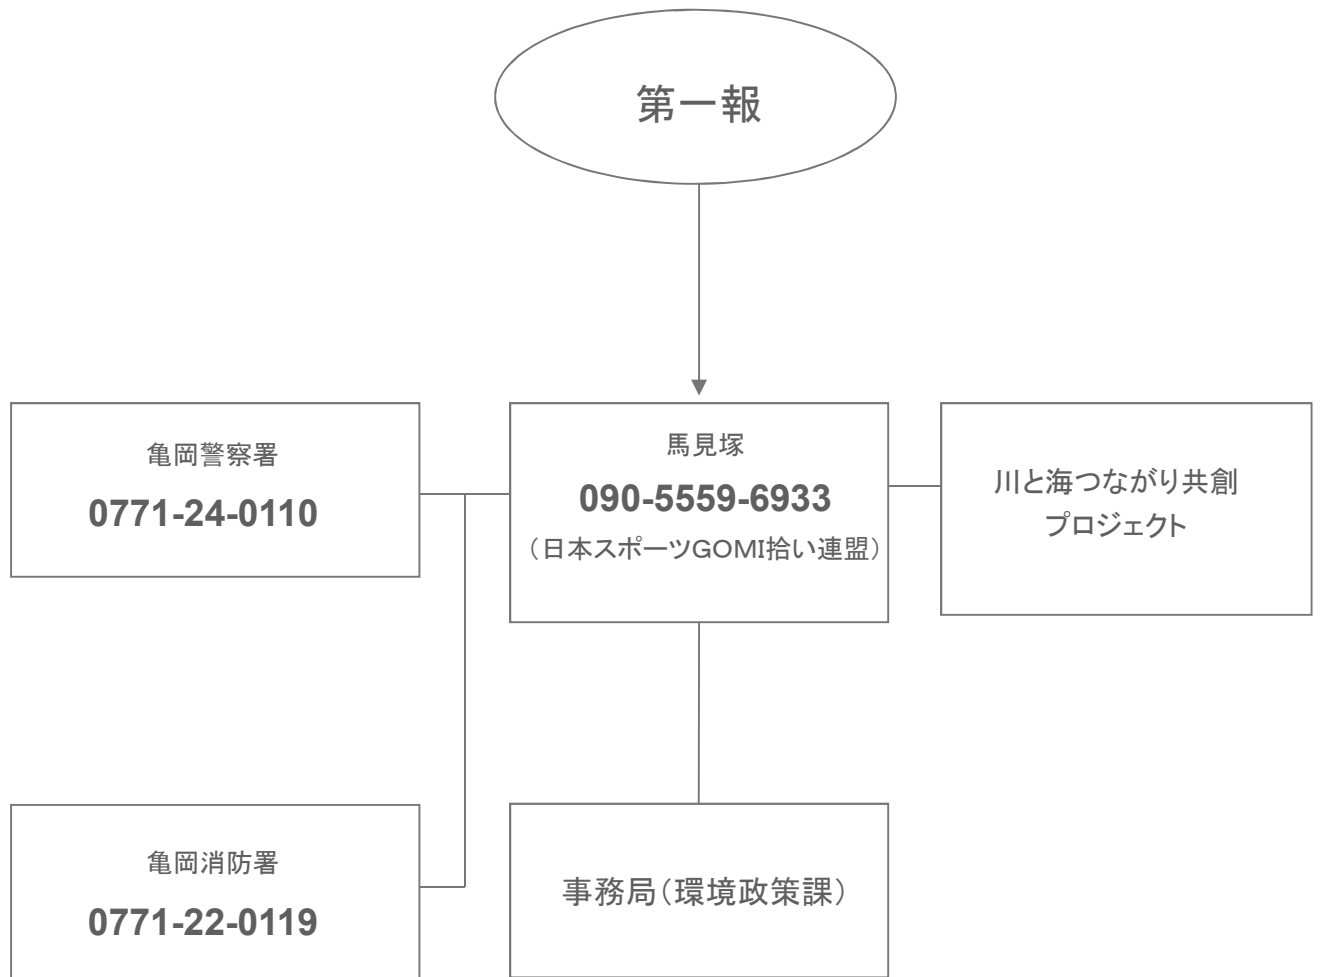 第一報
亀岡警察署
0771-24-0110
馬見塚
090-5559-6933
（日本スポーツGOMI拾い連盟）
川と海つながり共創
プロジェクト
亀岡消防署
0771-22-0119
事務局（環境政策課）